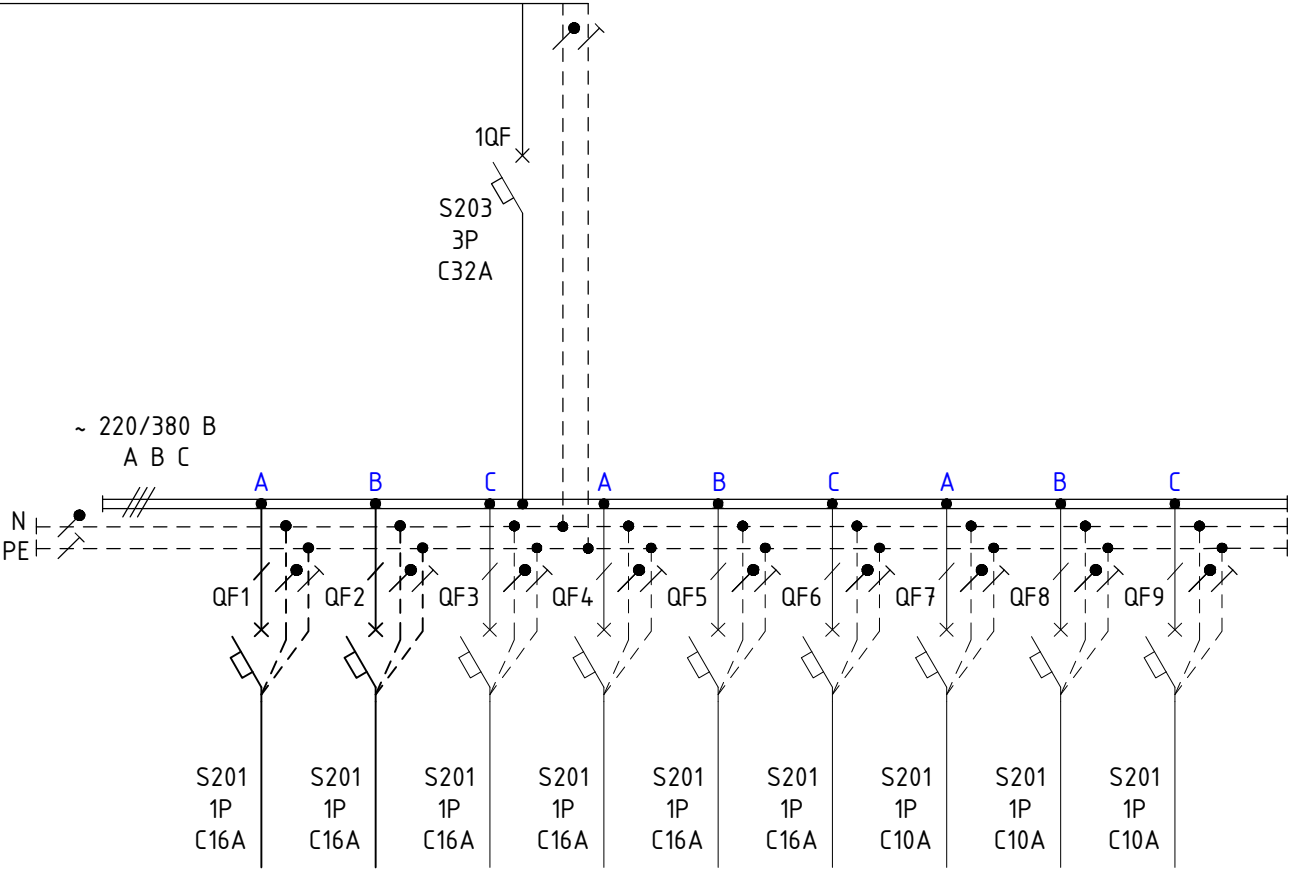 1QF
S203
3P
C32A
~ 220/380 В
A B C
A B C A B C A B C
N
PE
QF1 QF2 QF3 QF4 QF5 QF6 QF7 QF8 QF9
S201 S201 S201 S201 S201 S201 S201 S201 S201
1P 1P 1P 1P 1P 1P 1P 1P 1P
C16A C16A C16A C16A C16A C16A C10A C10A C10A